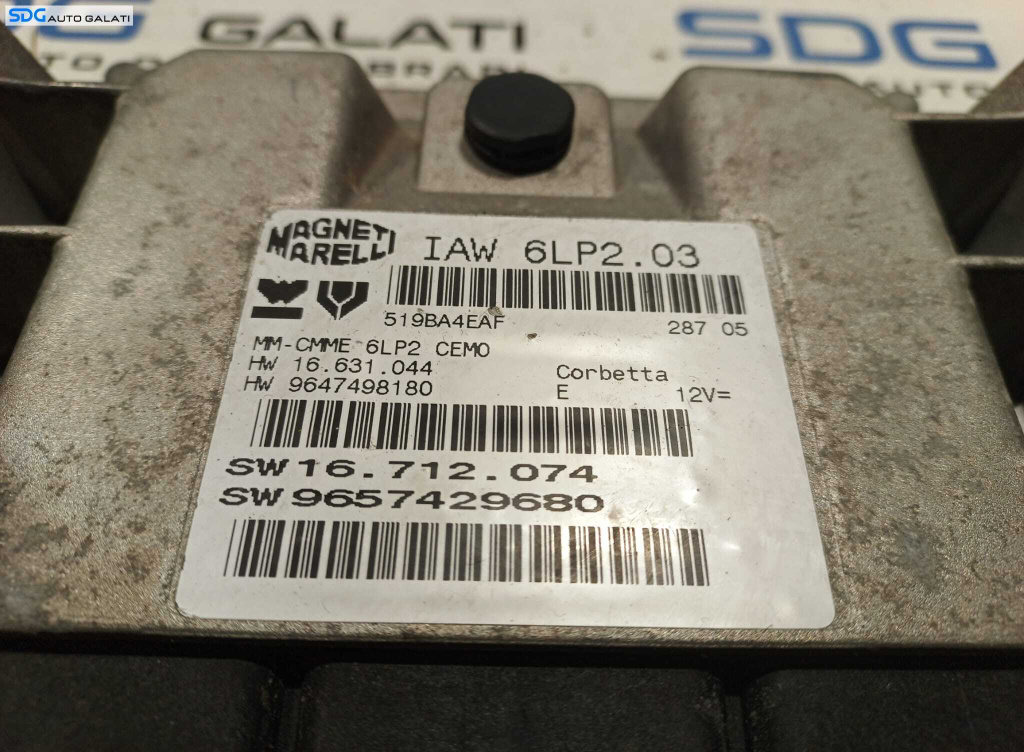 SDG AUTO GALATI
GALATI
SDG
MAGNETI
MARELLI
IAW 6LP2.03
519BA4EAF
287 05
MM-CMME 6LP2 CEMO
HW 16.631.044
HW 9647498180
Corbetta
E 12V=
SW 16.712.074
SW 9657429680